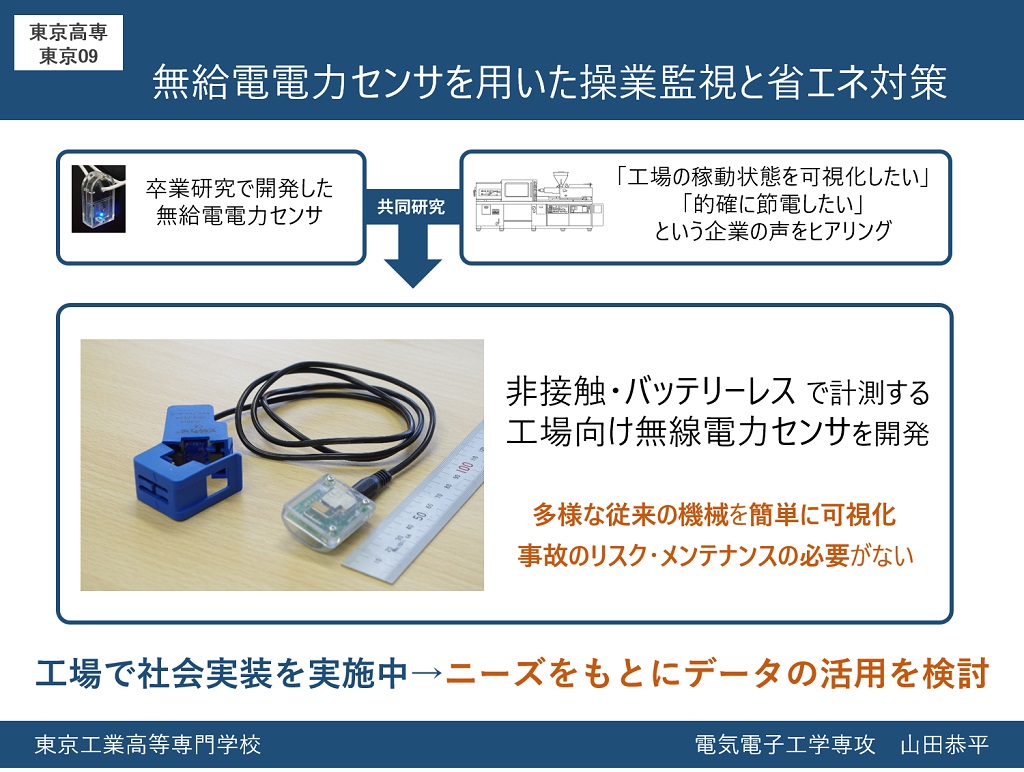 東京高専
東京09
無給電電力センサを用いた操業監視と省エネ対策
卒業研究で開発した
無給電電力センサ
共同研究
「工場の稼動状態を可視化したい」
「的確に節電したい」
という企業の声をヒアリング
非接触・バッテリーレス で計測する
工場向け無線電力センサを開発
多様な従来の機械を簡単に可視化
事故のリスク・メンテナンスの必要がない
工場で社会実装を実施中→ニーズをもとにデータの活用を検討
東京工業高等専門学校
電気電子工学専攻 山田恭平